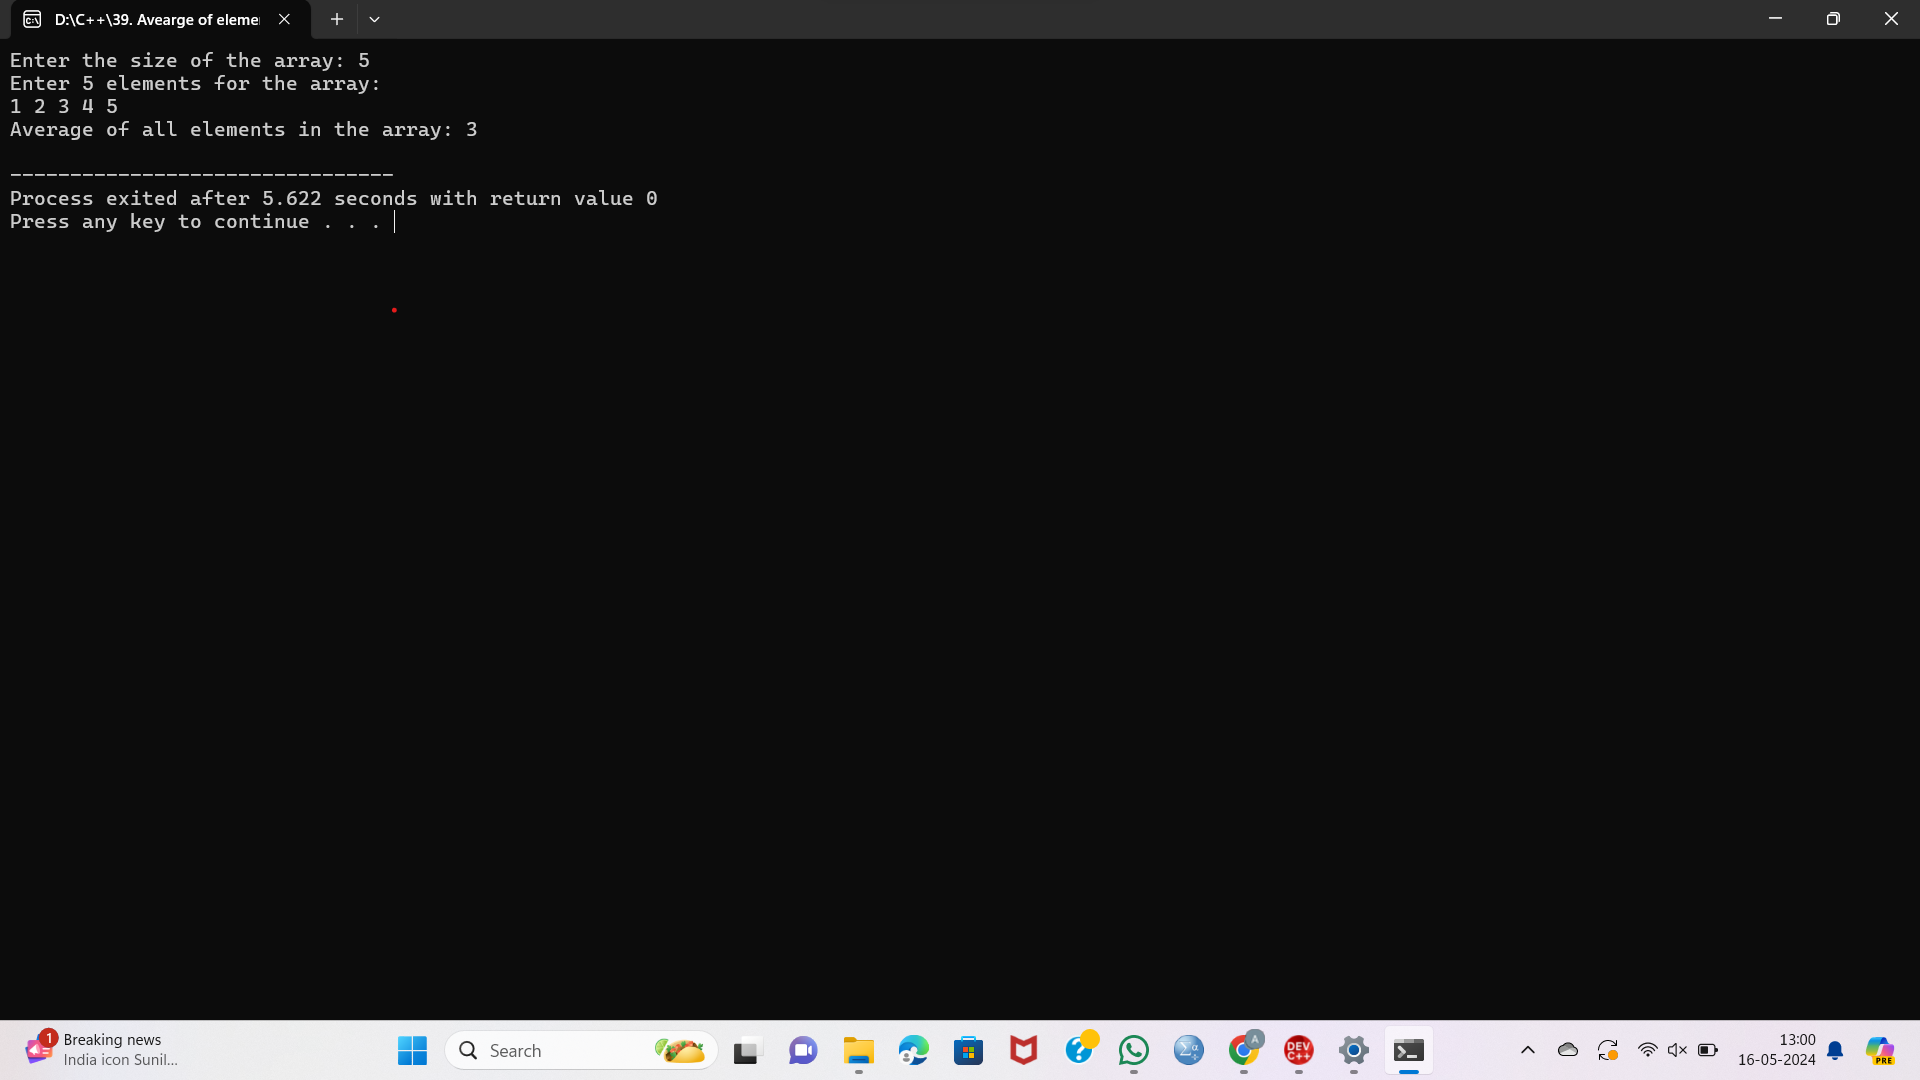 D:\C++\39. Avearge of eleme
Enter the size of the array: 5
Enter 5 elements for the array:
1 2 3 4 5
Average of all elements in the array: 3
--------------------------------
Process exited after 5.622 seconds with return value 0
Press any key to continue . . .
1
Breaking news
India icon Sunil...
Search
A
DEV
C++
13:00
16-05-2024
PRE